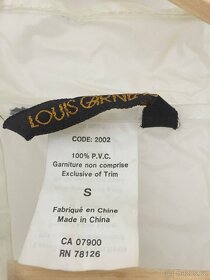 LOUIS GARNE
CODE: 2002
100% P.V.C.
Garniture non comprise
Exclusive of Trim
S
Fabriqué en Chine
Made in China
CA 07900
RN 78126